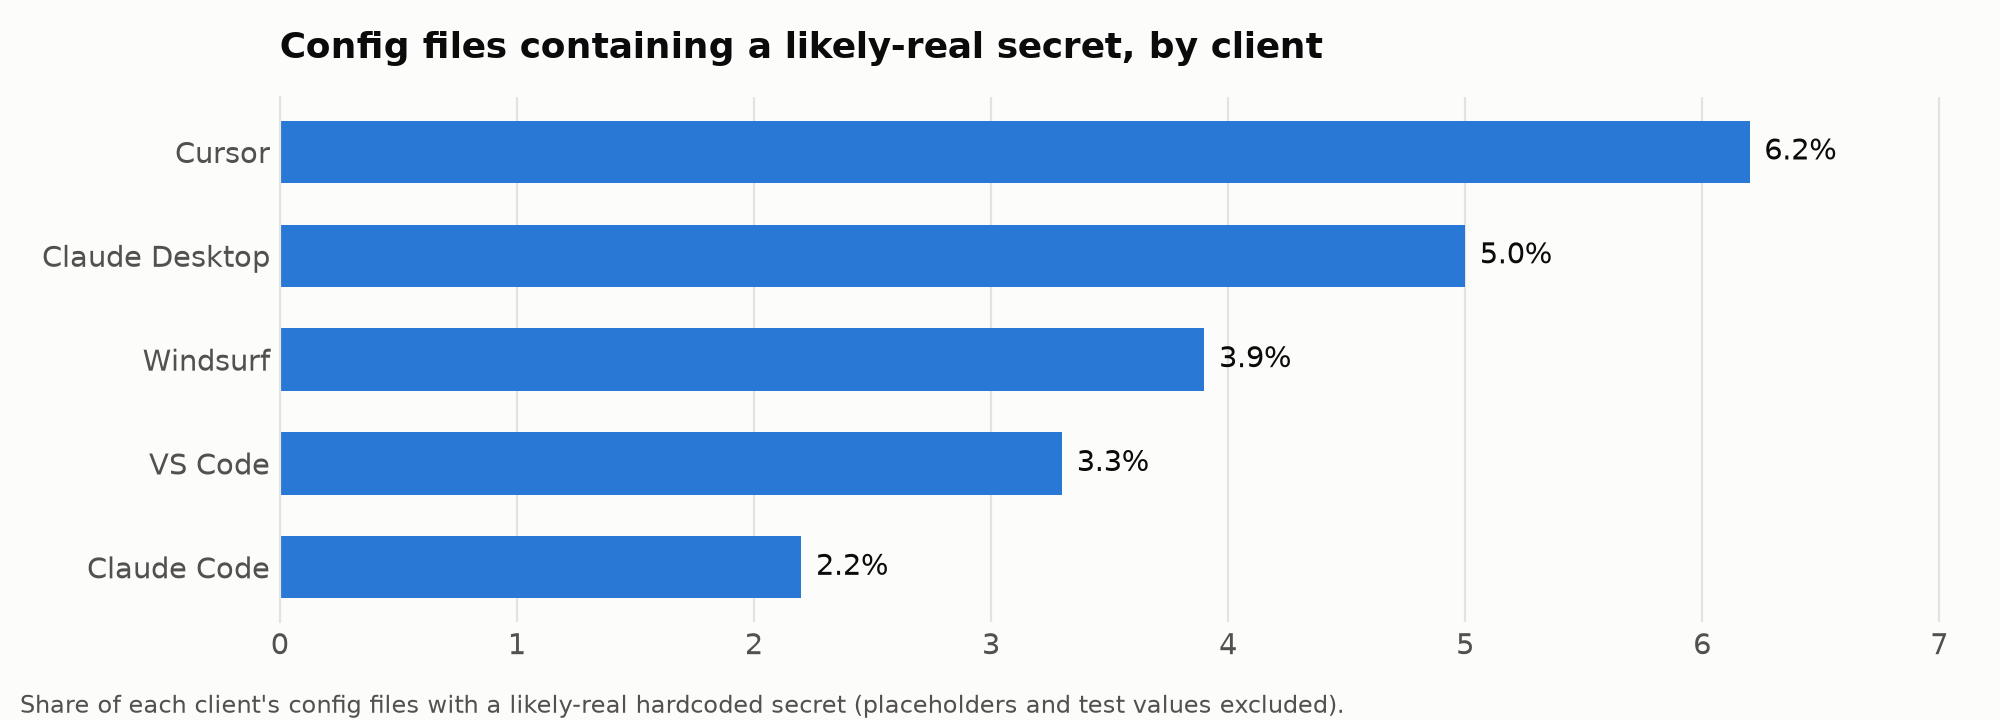 Config files containing a likely-real secret, by client
Cursor 6.2%
Claude Desktop 5.0%
Windsurf 3.9%
VS Code 3.3%
Claude Code 2.2%
0 1 2 3 4 5 6 7
Share of each client's config files with a likely-real hardcoded secret (placeholders and test values excluded).